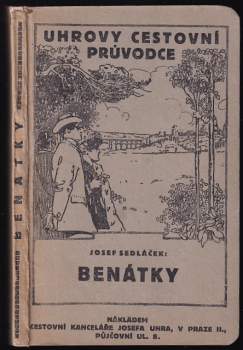 BENÁTKY
UHROVY CESTOVNÍ
PRŮVODCE
JOSEF SEDLÁČEK:
BENÁTKY
NÁKLADEM
CESTOVNÍ KANCELÁŘE JOSEFA UHRA, V PRAZE II.,
PŮJČOVNÍ UL. 8.